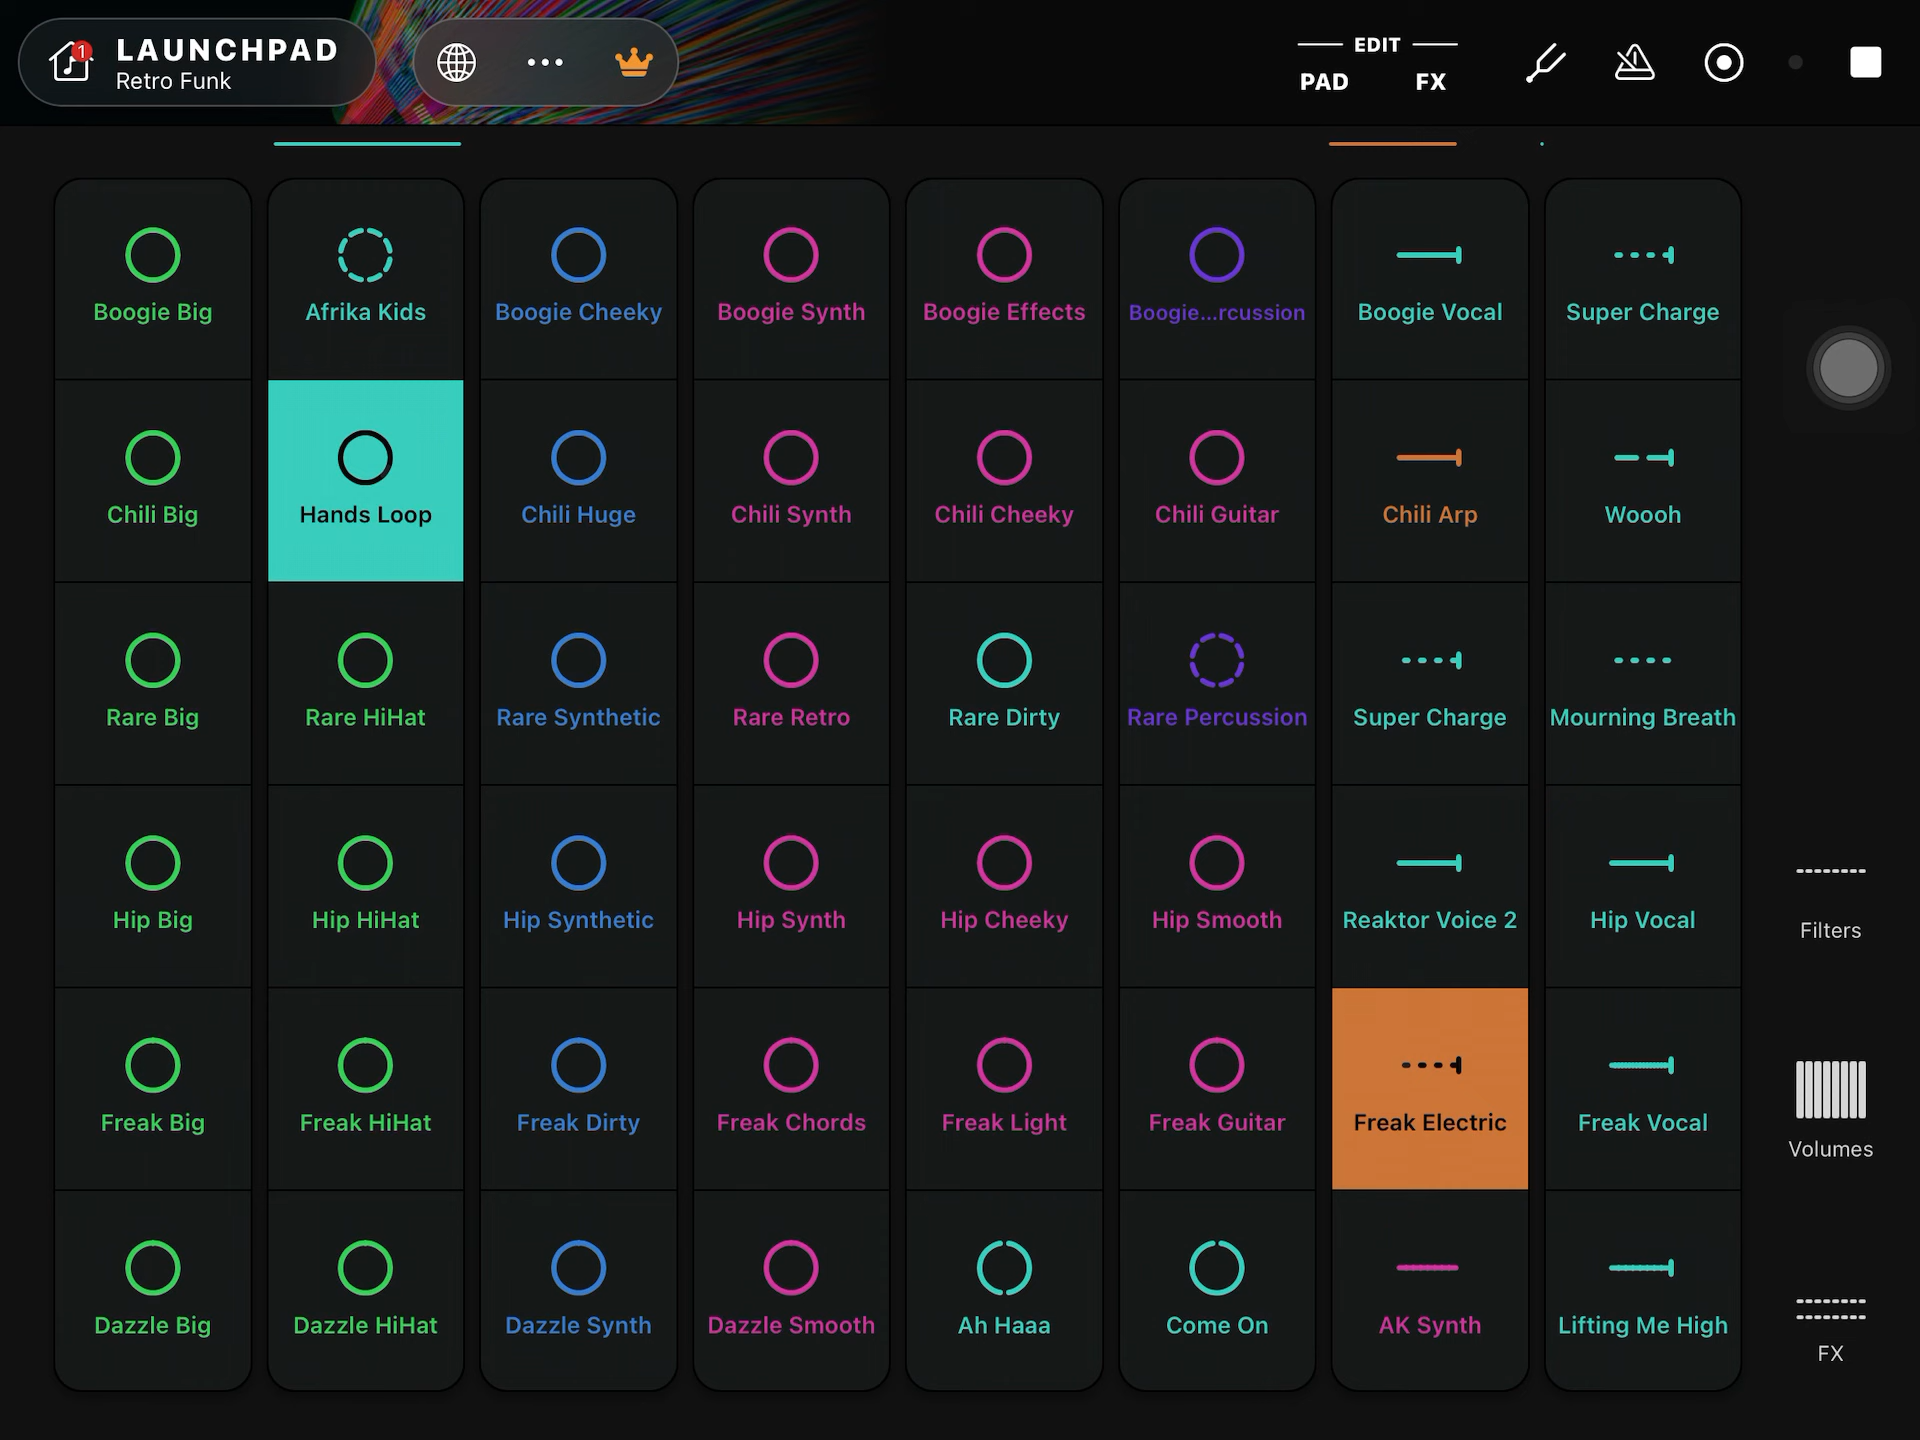 1
LAUNCHPAD
Retro Funk
EDIT
PAD FX
Boogie Big Afrika Kids Boogie Cheeky Boogie Synth Boogie Effects Boogie...rcussion Boogie Vocal Super Charge
Chili Big Hands Loop Chili Huge Chili Synth Chili Cheeky Chili Guitar Chili Arp Woooh
Rare Big Rare HiHat Rare Synthetic Rare Retro Rare Dirty Rare Percussion Super Charge Mourning Breath
Hip Big Hip HiHat Hip Synthetic Hip Synth Hip Cheeky Hip Smooth Reaktor Voice 2 Hip Vocal
Filters
Freak Big Freak HiHat Freak Dirty Freak Chords Freak Light Freak Guitar Freak Electric Freak Vocal
Volumes
Dazzle Big Dazzle HiHat Dazzle Synth Dazzle Smooth Ah Haaa Come On AK Synth Lifting Me High
FX